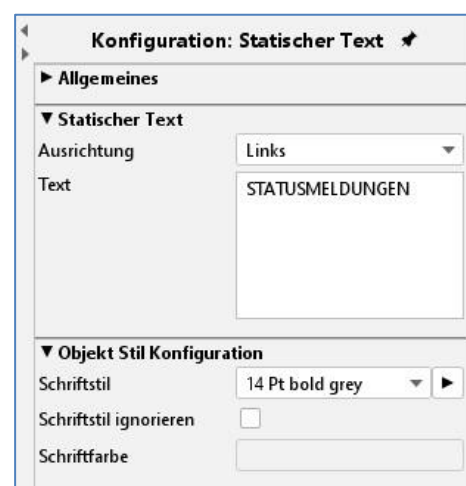 Konfiguration: Statischer Text
Allgemeines
Statischer Text
Ausrichtung Links
Text STATUSMELDUNGEN
Objekt Stil Konfiguration
Schriftstil 14 Pt bold grey
Schriftstil ignorieren
Schriftfarbe